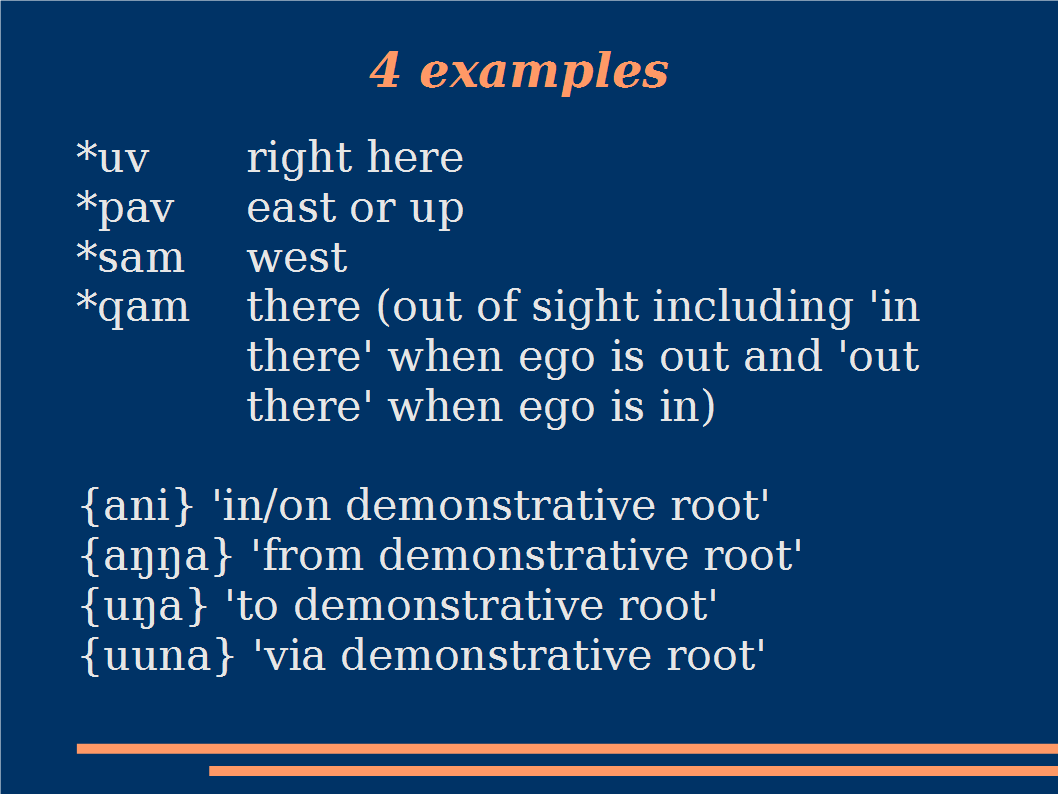 4 examples
*uv right here
*pav east or up
*sam west
*qam there (out of sight including 'in
there' when ego is out and 'out
there' when ego is in)
{ani} 'in/on demonstrative root'
{aŋŋa} 'from demonstrative root'
{uŋa} 'to demonstrative root'
{uuna} 'via demonstrative root'